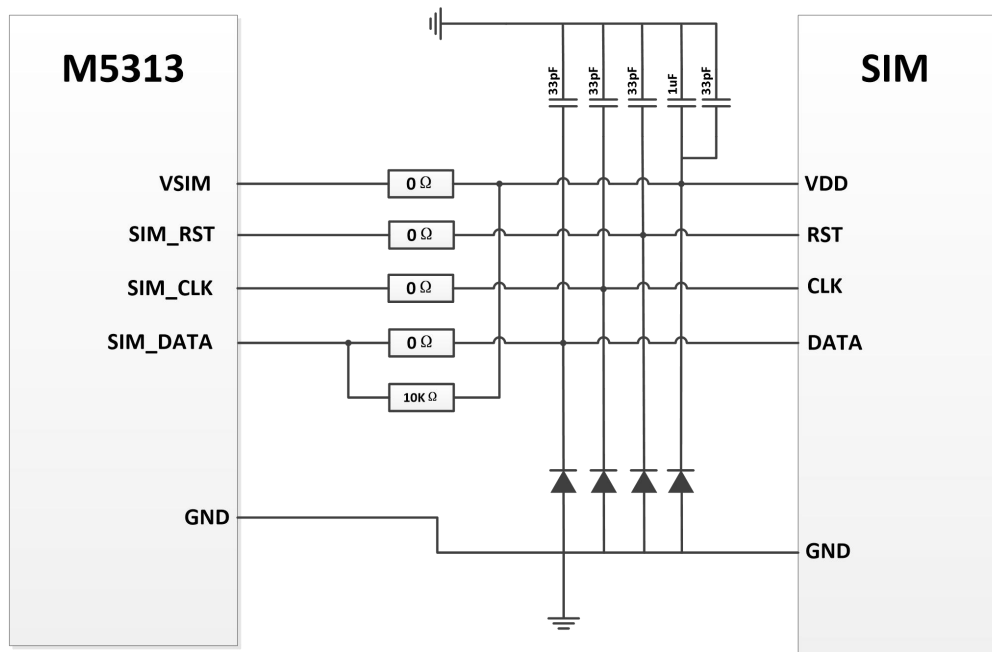 M5313
SIM
33pF
33pF
33pF
1uF
33pF
VSIM
0 Ω
VDD
SIM_RST
0 Ω
RST
SIM_CLK
0 Ω
CLK
SIM_DATA
0 Ω
DATA
10K Ω
GND
GND